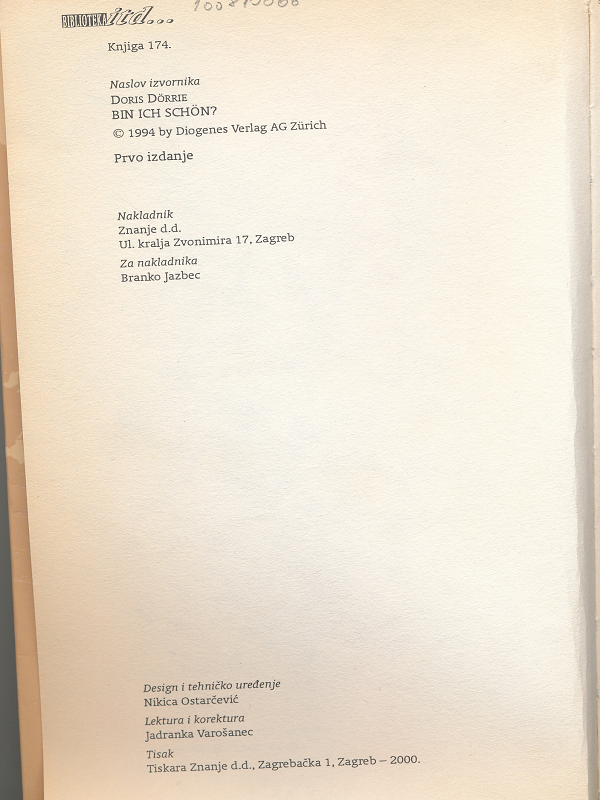 BIBLIOTEKA itd...
Knjiga 174.
Naslov izvornika
DORIS DÖRRIE
BIN ICH SCHÖN?
© 1994 by Diogenes Verlag AG Zürich
Prvo izdanje
Nakladnik
Znanje d.d.
Ul. kralja Zvonimira 17, Zagreb
Za nakladnika
Branko Jazbec
Design i tehničko uređenje
Nikica Ostarčević
Lektura i korektura
Jadranka Varošanec
Tisak
Tiskara Znanje d.d., Zagrebačka 1, Zagreb – 2000.